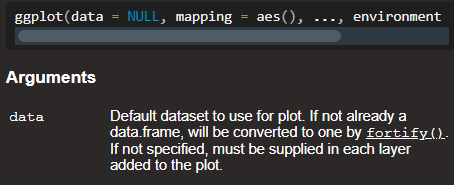 ggplot(data = NULL, mapping = aes(), ..., environment
Arguments
data Default dataset to use for plot. If not already a
data.frame, will be converted to one by fortify().
If not specified, must be supplied in each layer
added to the plot.